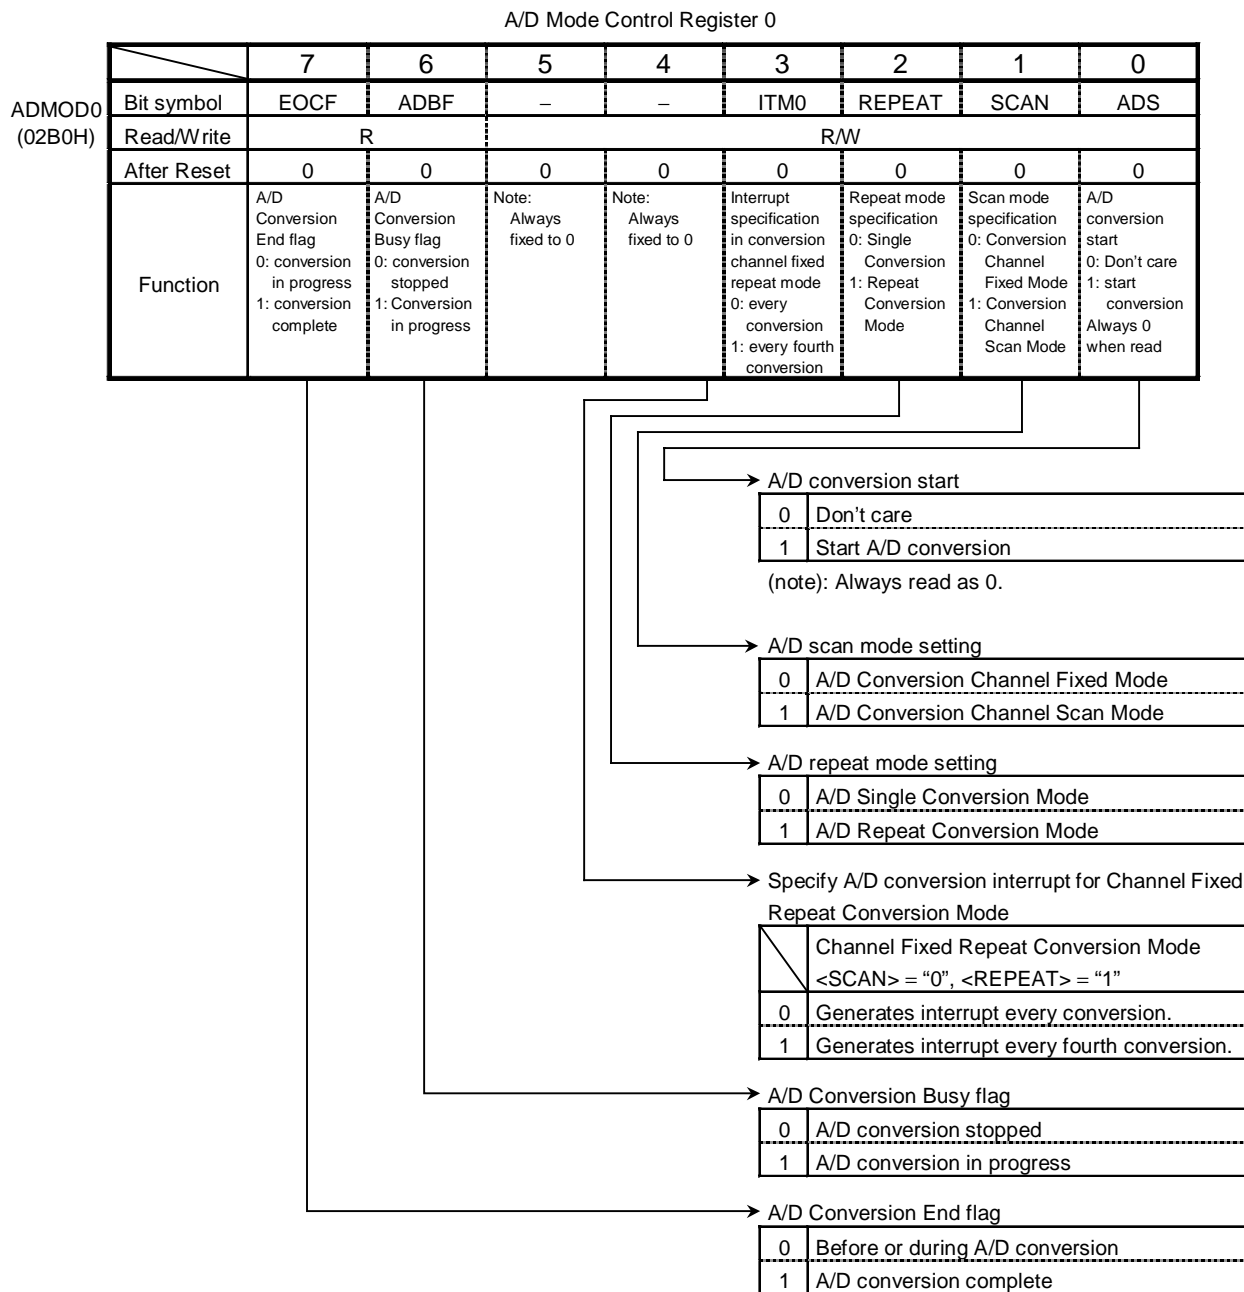 A/D Mode Control Register 0
7 6 5 4 3 2 1 0
ADMOD0
(02B0H)
Bit symbol EOCF ADBF – – ITM0 REPEAT SCAN ADS
Read/Write R R/W
After Reset 0 0 0 0 0 0 0 0
Function
A/D
Conversion
End flag
0: conversion
in progress
1: conversion
complete
A/D
Conversion
Busy flag
0: conversion
stopped
1: Conversion
in progress
Note:
Always
fixed to 0
Note:
Always
fixed to 0
Interrupt
specification
in conversion
channel fixed
repeat mode
0: every
conversion
1: every fourth
conversion
Repeat mode
specification
0: Single
Conversion
1: Repeat
Conversion
Mode
Scan mode
specification
0: Conversion
Channel
Fixed Mode
1: Conversion
Channel
Scan Mode
A/D
conversion
start
0: Don't care
1: start
conversion
Always 0
when read
A/D conversion start
0 Don't care
1 Start A/D conversion
(note): Always read as 0.
A/D scan mode setting
0 A/D Conversion Channel Fixed Mode
1 A/D Conversion Channel Scan Mode
A/D repeat mode setting
0 A/D Single Conversion Mode
1 A/D Repeat Conversion Mode
Specify A/D conversion interrupt for Channel Fixed
Repeat Conversion Mode
Channel Fixed Repeat Conversion Mode
<SCAN> = “0”, <REPEAT> = “1”
0 Generates interrupt every conversion.
1 Generates interrupt every fourth conversion.
A/D Conversion Busy flag
0 A/D conversion stopped
1 A/D conversion in progress
A/D Conversion End flag
0 Before or during A/D conversion
1 A/D conversion complete